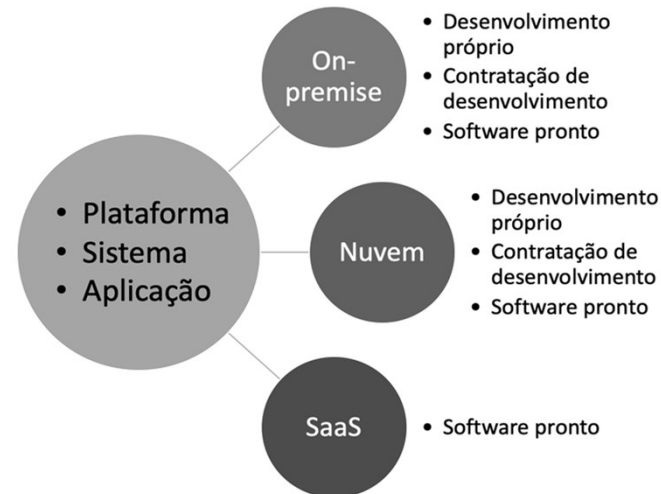 • Plataforma
• Sistema
• Aplicação
On-
premise
• Desenvolvimento
próprio
• Contratação de
desenvolvimento
• Software pronto
Nuvem
• Desenvolvimento
próprio
• Contratação de
desenvolvimento
• Software pronto
SaaS
• Software pronto